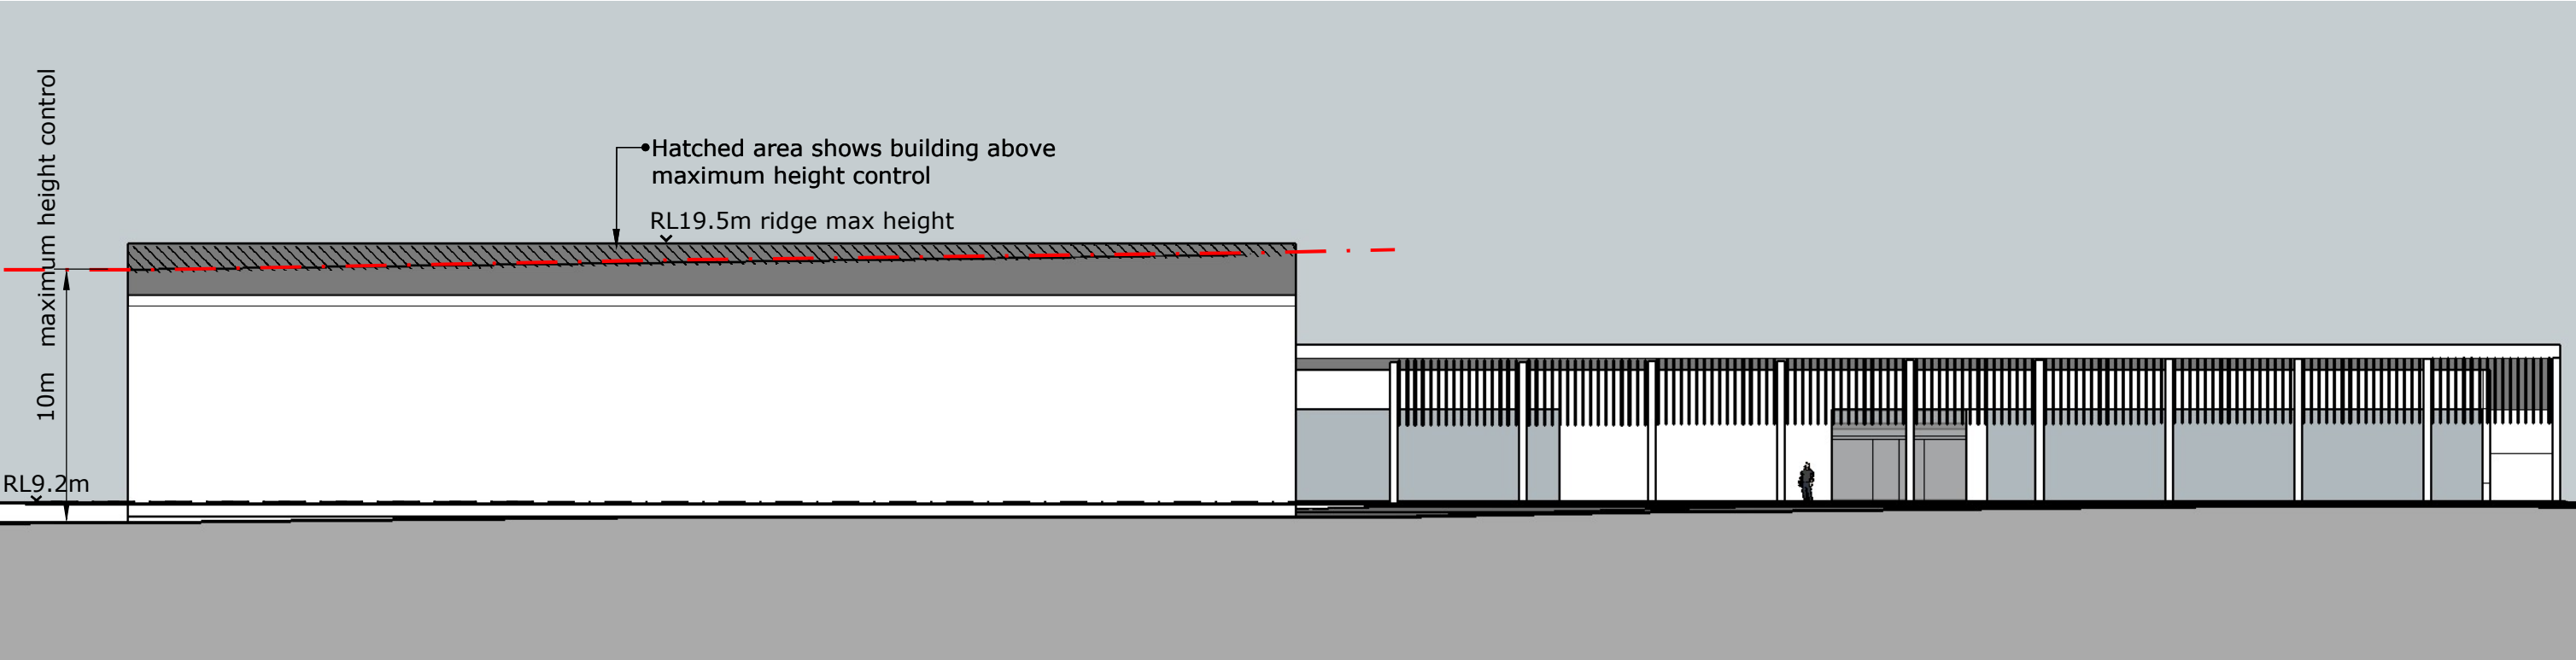 10m maximum height control
Hatched area shows building above
maximum height control
RL19.5m ridge max height
RL9.2m